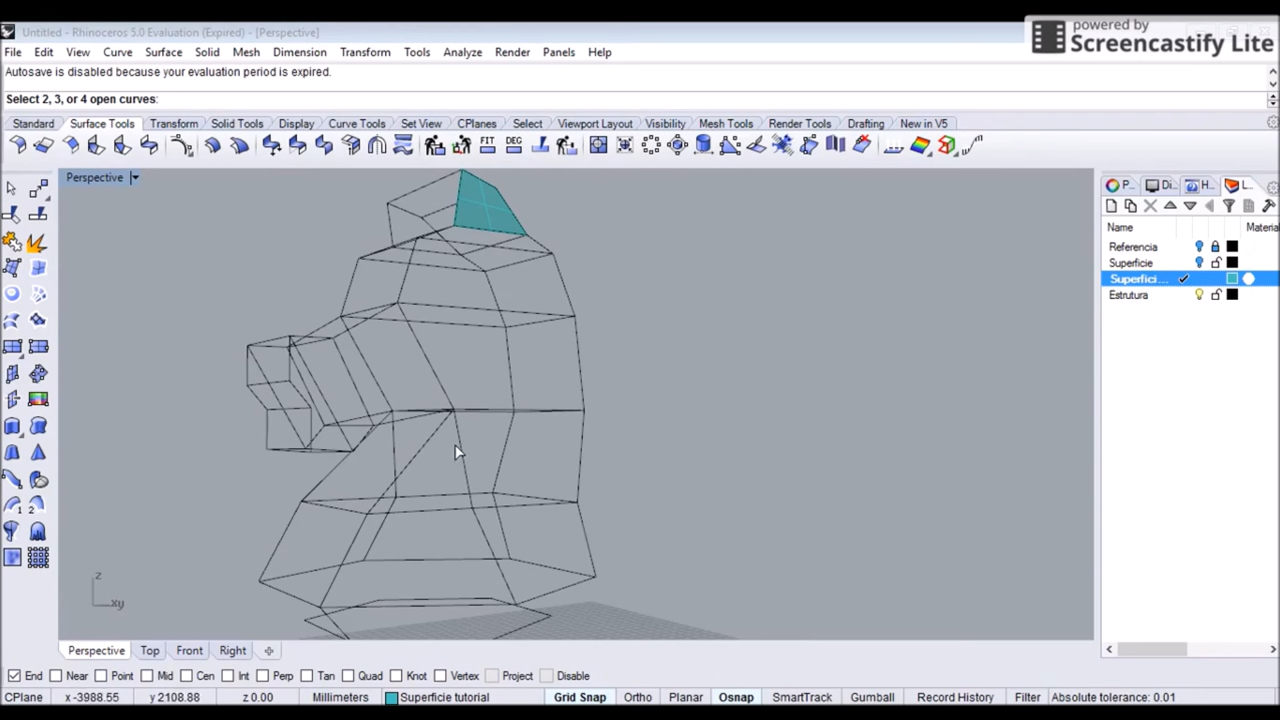 powered by
Screencastify Lite
Untitled - Rhinoceros 5.0 Evaluation (Expired) - [Perspective]
File Edit View Curve Surface Solid Mesh Dimension Transform Tools Analyze Render Panels Help
Autosave is disabled because your evaluation period is expired.
Select 2, 3, or 4 open curves:
Standard Surface Tools Transform Solid Tools Display Curve Tools Set View CPlanes Select Viewport Layout Visibility Mesh Tools Render Tools Drafting New in V5
FIT DEG
Perspective
P... Di... H... L...
Name Materia
Referencia
Superficie
Superfici...
Estrutura
1 2
z
xy
Perspective Top Front Right
End Near Point Mid Cen Int Perp Tan Quad Knot Vertex Project Disable
CPlane x -3988.55 y 2108.88 z 0.00 Millimeters Superficie tutorial Grid Snap Ortho Planar Osnap SmartTrack Gumball Record History Filter Absolute tolerance: 0.01